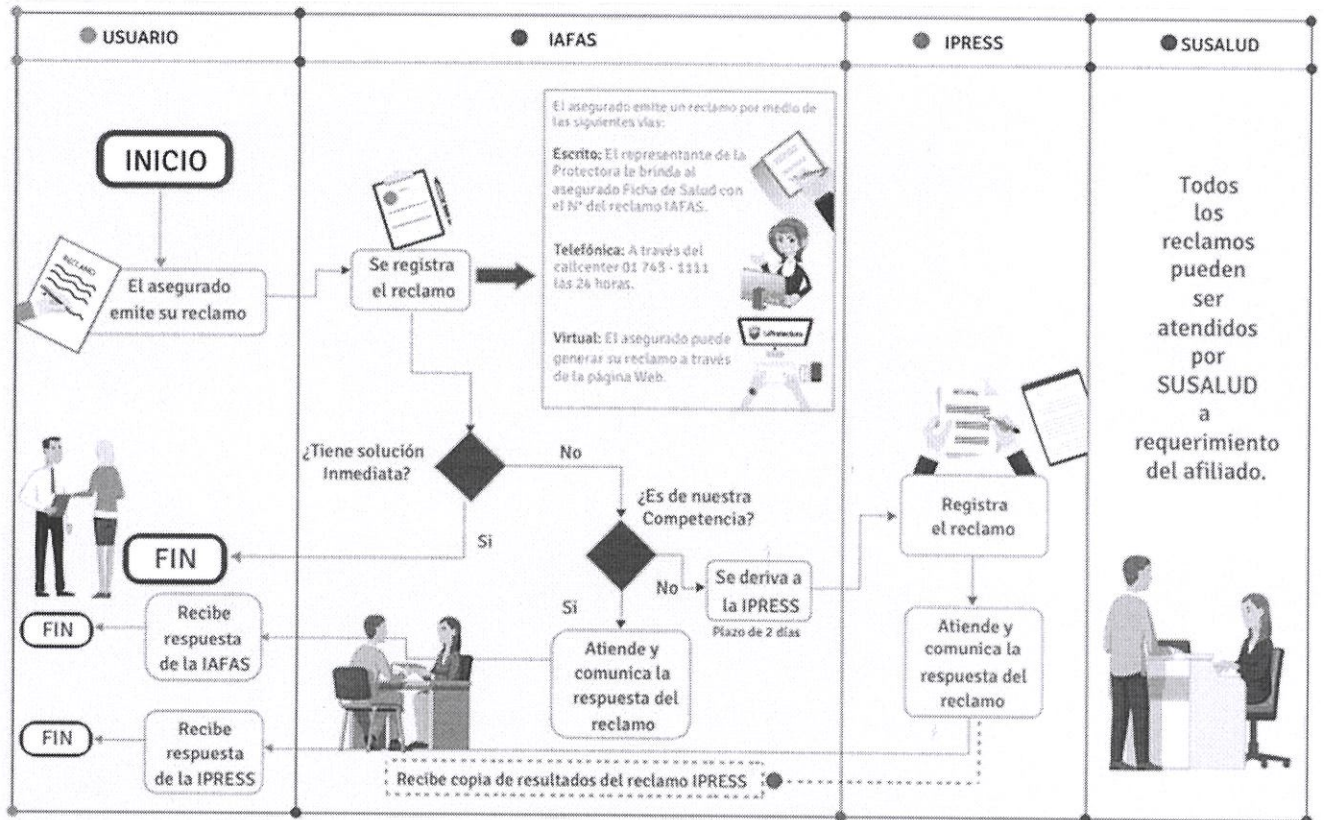 USUARIO
IAFAS
IPRESS
SUSALUD
INICIO
RECLAMO
El asegurado
emite su reclamo
Se registra
el reclamo
El asegurado emite un reclamo por medio de
las siguientes vías:
Escrito: El representante de la
Protectora le brinda al
asegurado Ficha de Salud con
el N° del reclamo IAFAS.
Telefónica: A través del
callcenter 01 743 - 1111
las 24 horas.
Virtual: El asegurado puede
generar su reclamo a través
de la página Web.
LaProtectora
¿Tiene solución
Inmediata?
No
Si
FIN
¿Es de nuestra
Competencia?
No
Si
Se deriva a
la IPRESS
Plazo de 2 días
Atiende y
comunica la
respuesta del
reclamo
Recibe
respuesta
de la IAFAS
FIN
Registra
el reclamo
Atiende y
comunica la
respuesta del
reclamo
Recibe
respuesta
de la IPRESS
FIN
Recibe copia de resultados del reclamo IPRESS
Todos
los
reclamos
pueden
ser
atendidos
por
SUSALUD
a
requerimiento
del afiliado.